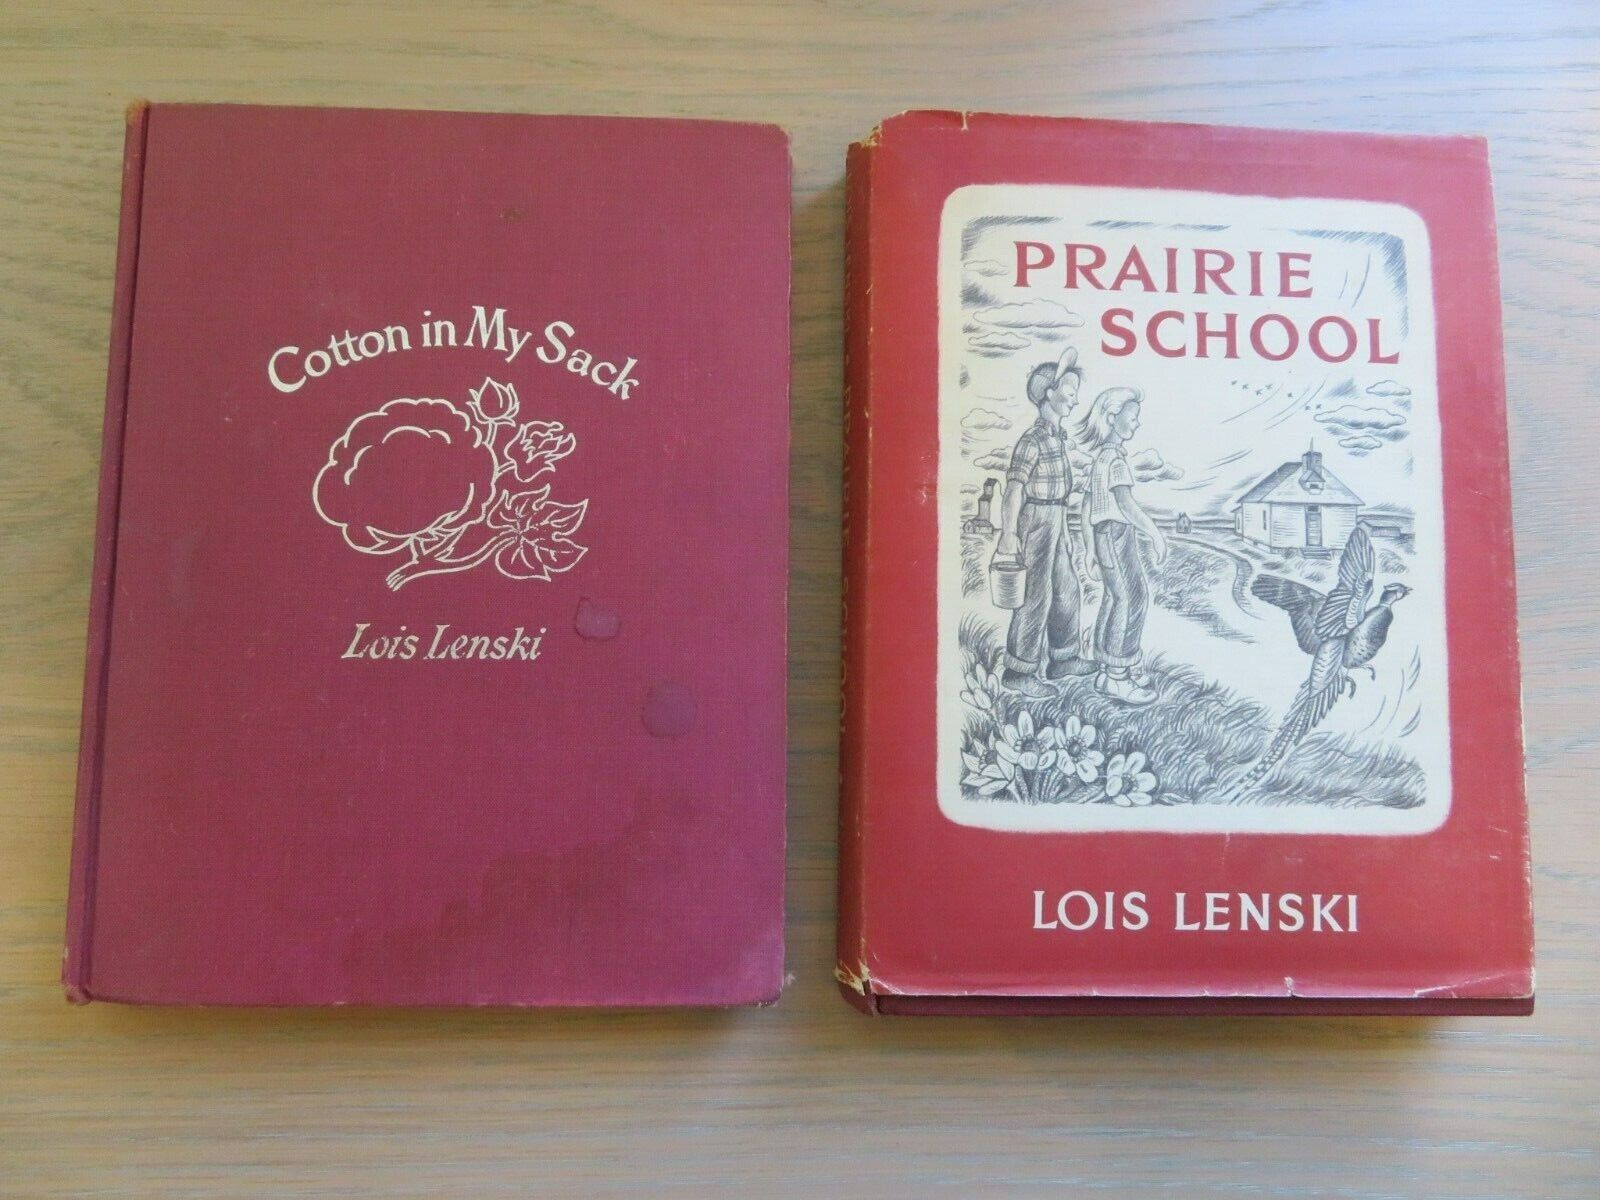 Cotton in My Sack
Lois Lenski
PRAIRIE
SCHOOL
LOIS LENSKI